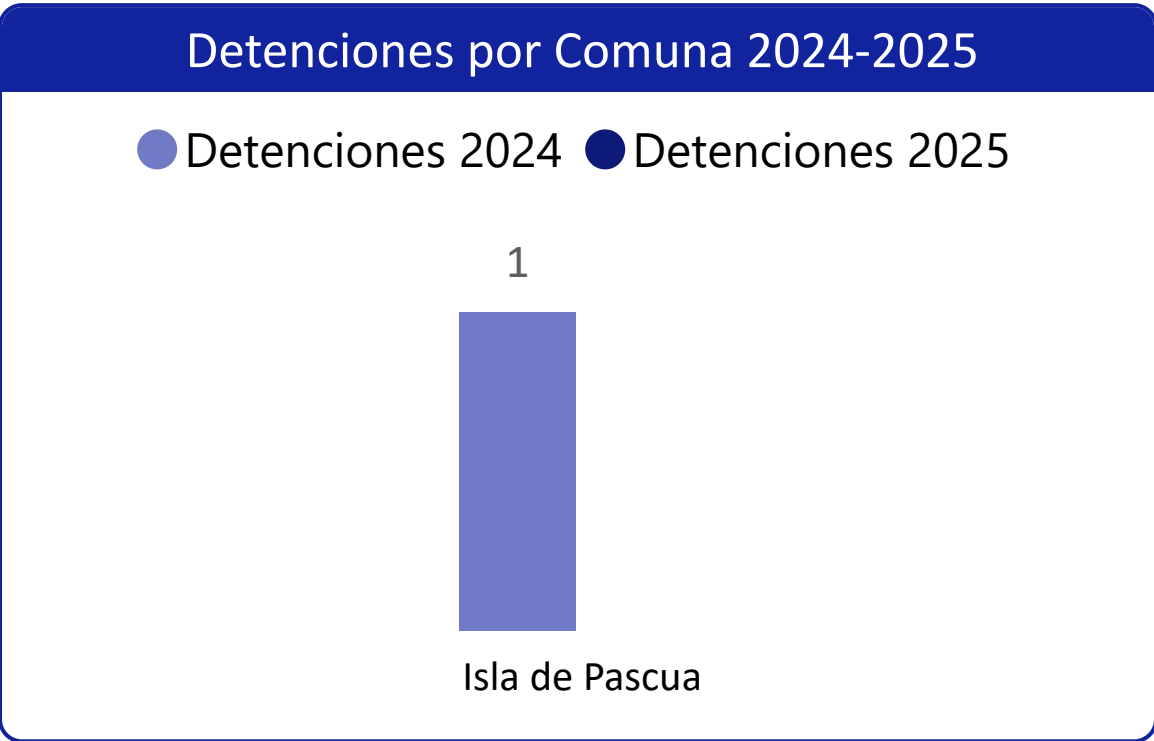 Detenciones por Comuna 2024-2025
Detenciones 2024 Detenciones 2025
1
Isla de Pascua